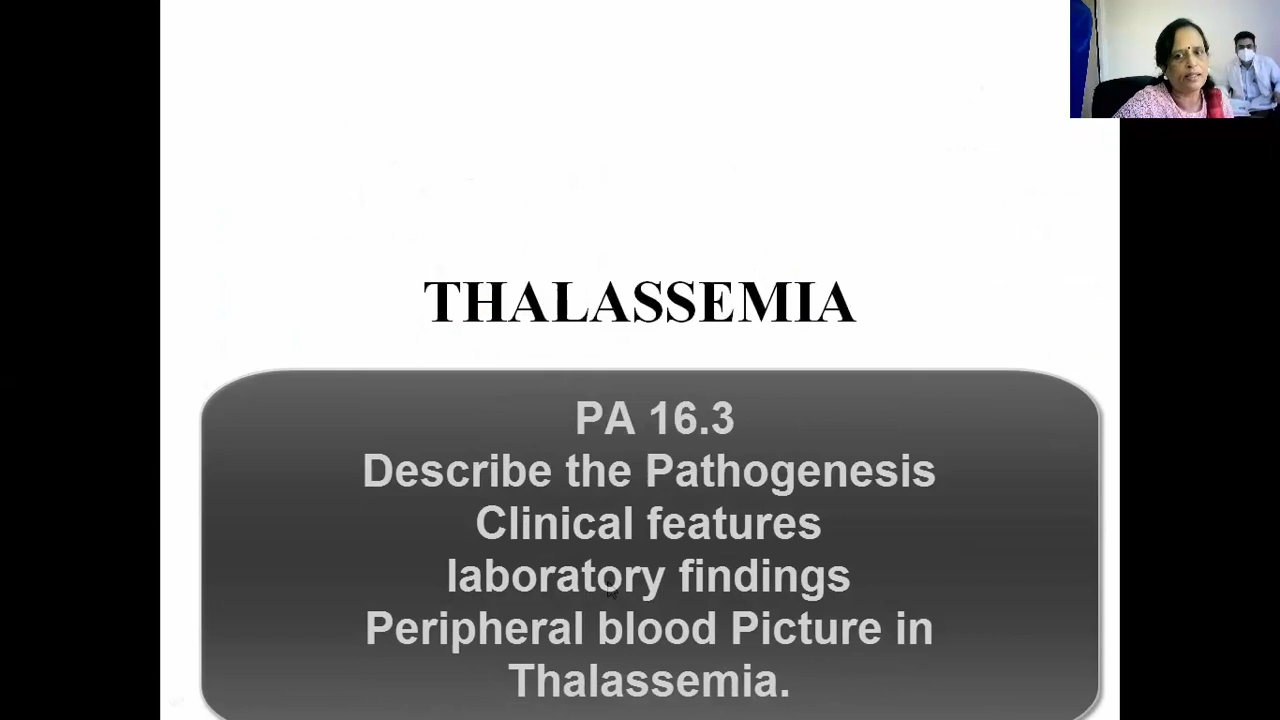 THALASSEMIA
PA 16.3
Describe the Pathogenesis
Clinical features
laboratory findings
Peripheral blood Picture in
Thalassemia.